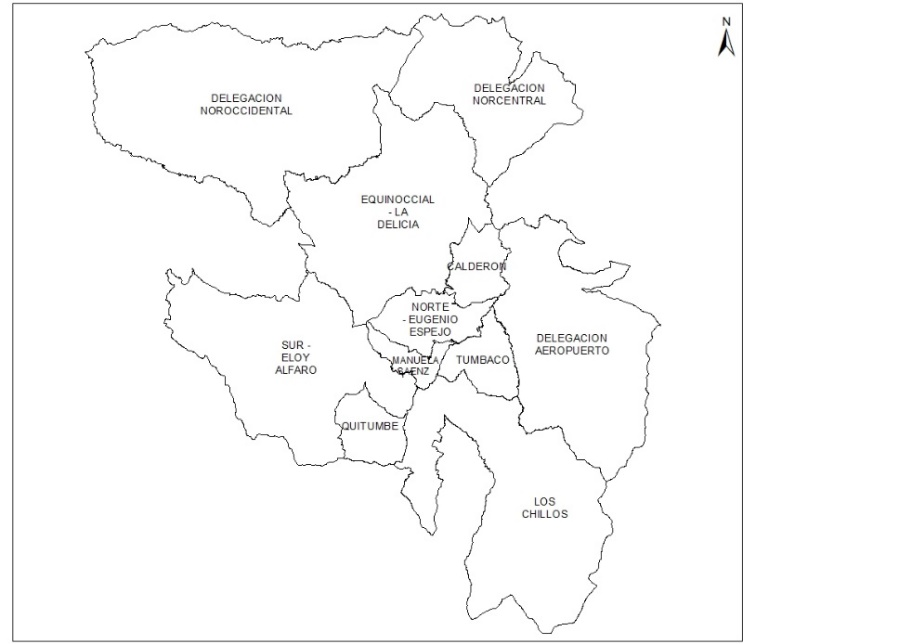 N
DELEGACION
NORCENTRAL
DELEGACION
NOROCCIDENTAL
EQUINOCCIAL
- LA
DELICIA
CALDERON
NORTE
- EUGENIO
ESPEJO
DELEGACION
AEROPUERTO
SUR -
ELOY
ALFARO
MANUELA
SAENZ
TUMBACO
QUITUMBE
LOS
CHILLOS